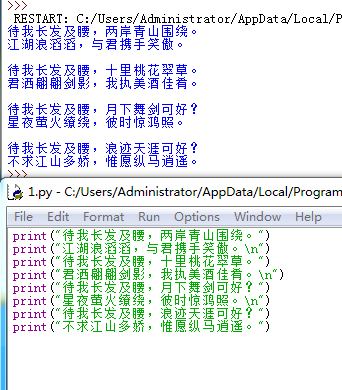 >>>
RESTART: C:/Users/Administrator/AppData/Local/P
待我长发及腰，两岸青山围绕。
江湖浪滔滔，与君携手笑傲。
待我长发及腰，十里桃花翠草。
君洒翩翩剑影，我执美酒佳肴。
待我长发及腰，月下舞剑可好？
星夜萤火缭绕，彼时惊鸿照。
待我长发及腰，浪迹天涯可好？
不求江山多娇，惟愿纵马逍遥。
>>>
1.py - C:/Users/Administrator/AppData/Local/Program
File Edit Format Run Options Window Help
print("待我长发及腰，两岸青山围绕。")
print("江湖浪滔滔，与君携手笑傲。\n")
print("待我长发及腰，十里桃花翠草。")
print("君洒翩翩剑影，我执美酒佳肴。\n")
print("待我长发及腰，月下舞剑可好？")
print("星夜萤火缭绕，彼时惊鸿照。\n")
print("待我长发及腰，浪迹天涯可好？")
print("不求江山多娇，惟愿纵马逍遥。")